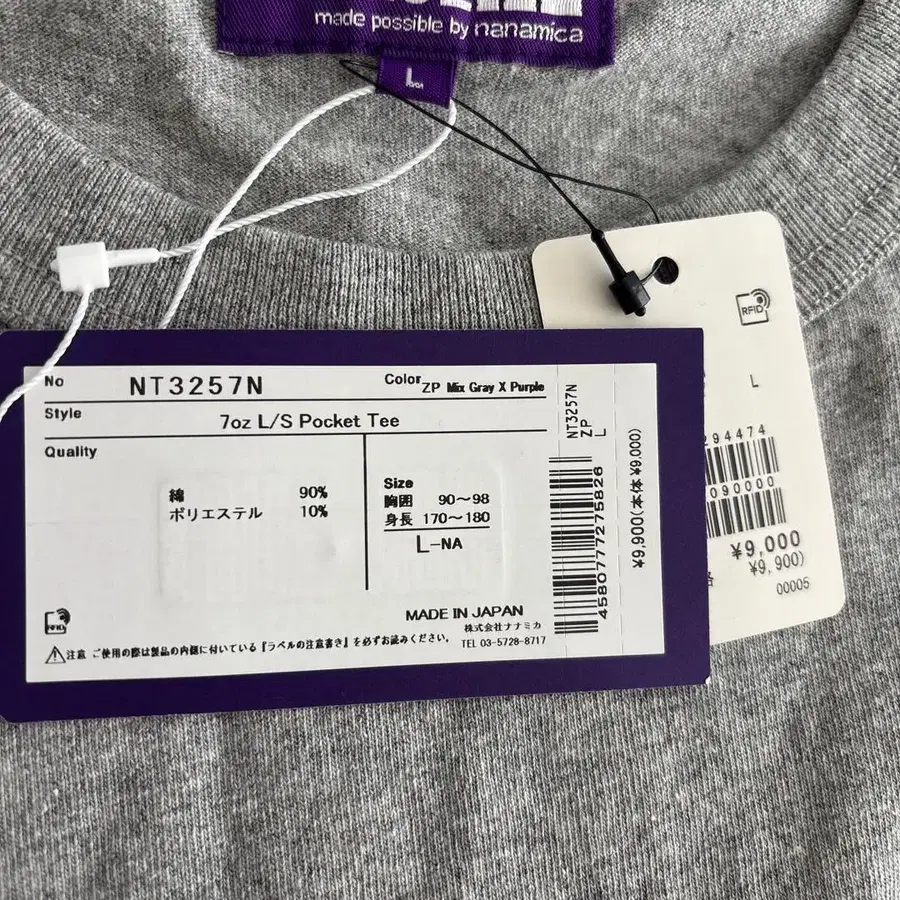 made possible by nanamica
L
RFID
L
294474
090000
¥9,000
¥9,900)
00005
No NT3257N Color ZP Mix Gray X Purple
Style 7oz L/S Pocket Tee
Quality
綿 90%
ポリエステル 10%
Size
胸囲 90～98
身長 170～180
L-NA
MADE IN JAPAN
株式会社ナナミカ
TEL 03-5728-8717
RFID
注意 ご使用の際は製品の内側に付いている『ラベルの注意書き』を必ずお読みください。
NT3257N
ZP
L
4580777275826
¥9,900(本体¥9,000)